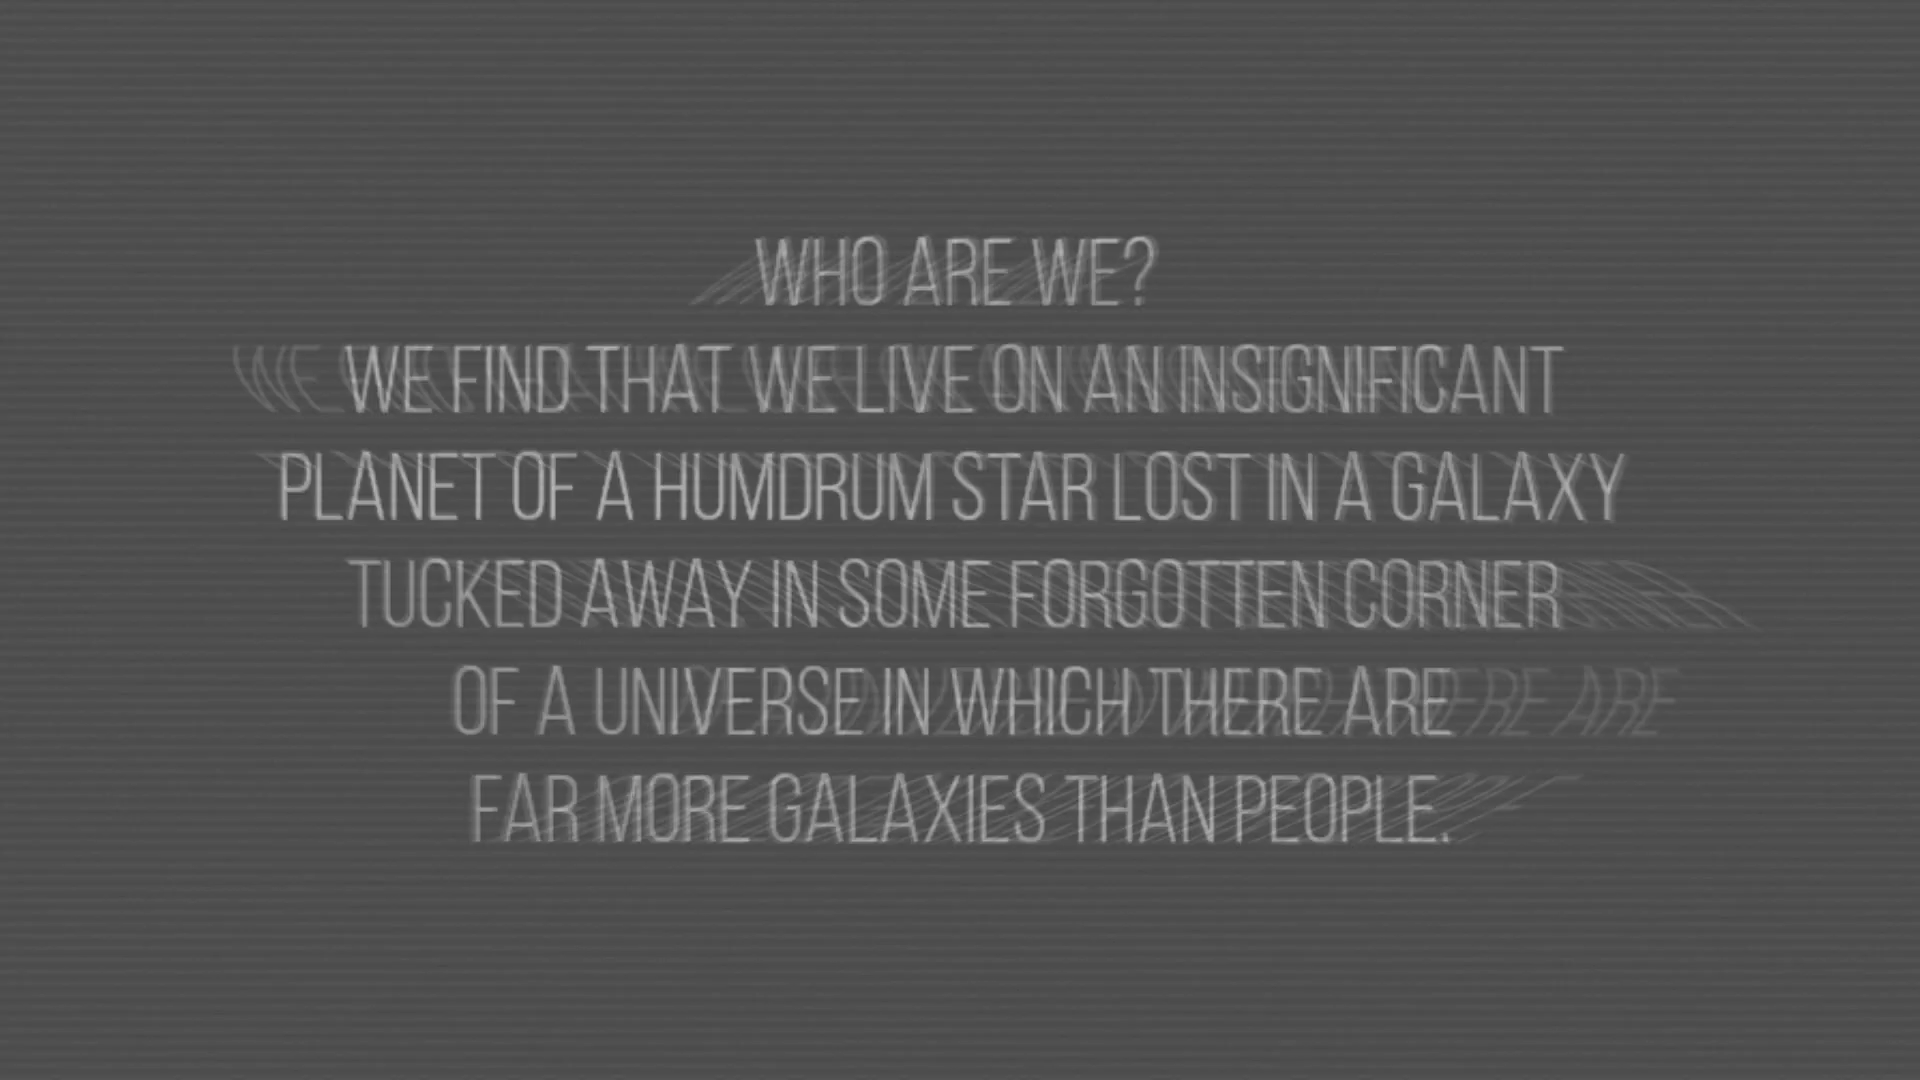 WHO ARE WE?
WE FIND THAT WE LIVE ON AN INSIGNIFICANT
PLANET OF A HUMDRUM STAR LOST IN A GALAXY
TUCKED AWAY IN SOME FORGOTTEN CORNER
OF A UNIVERSE IN WHICH THERE ARE
FAR MORE GALAXIES THAN PEOPLE.